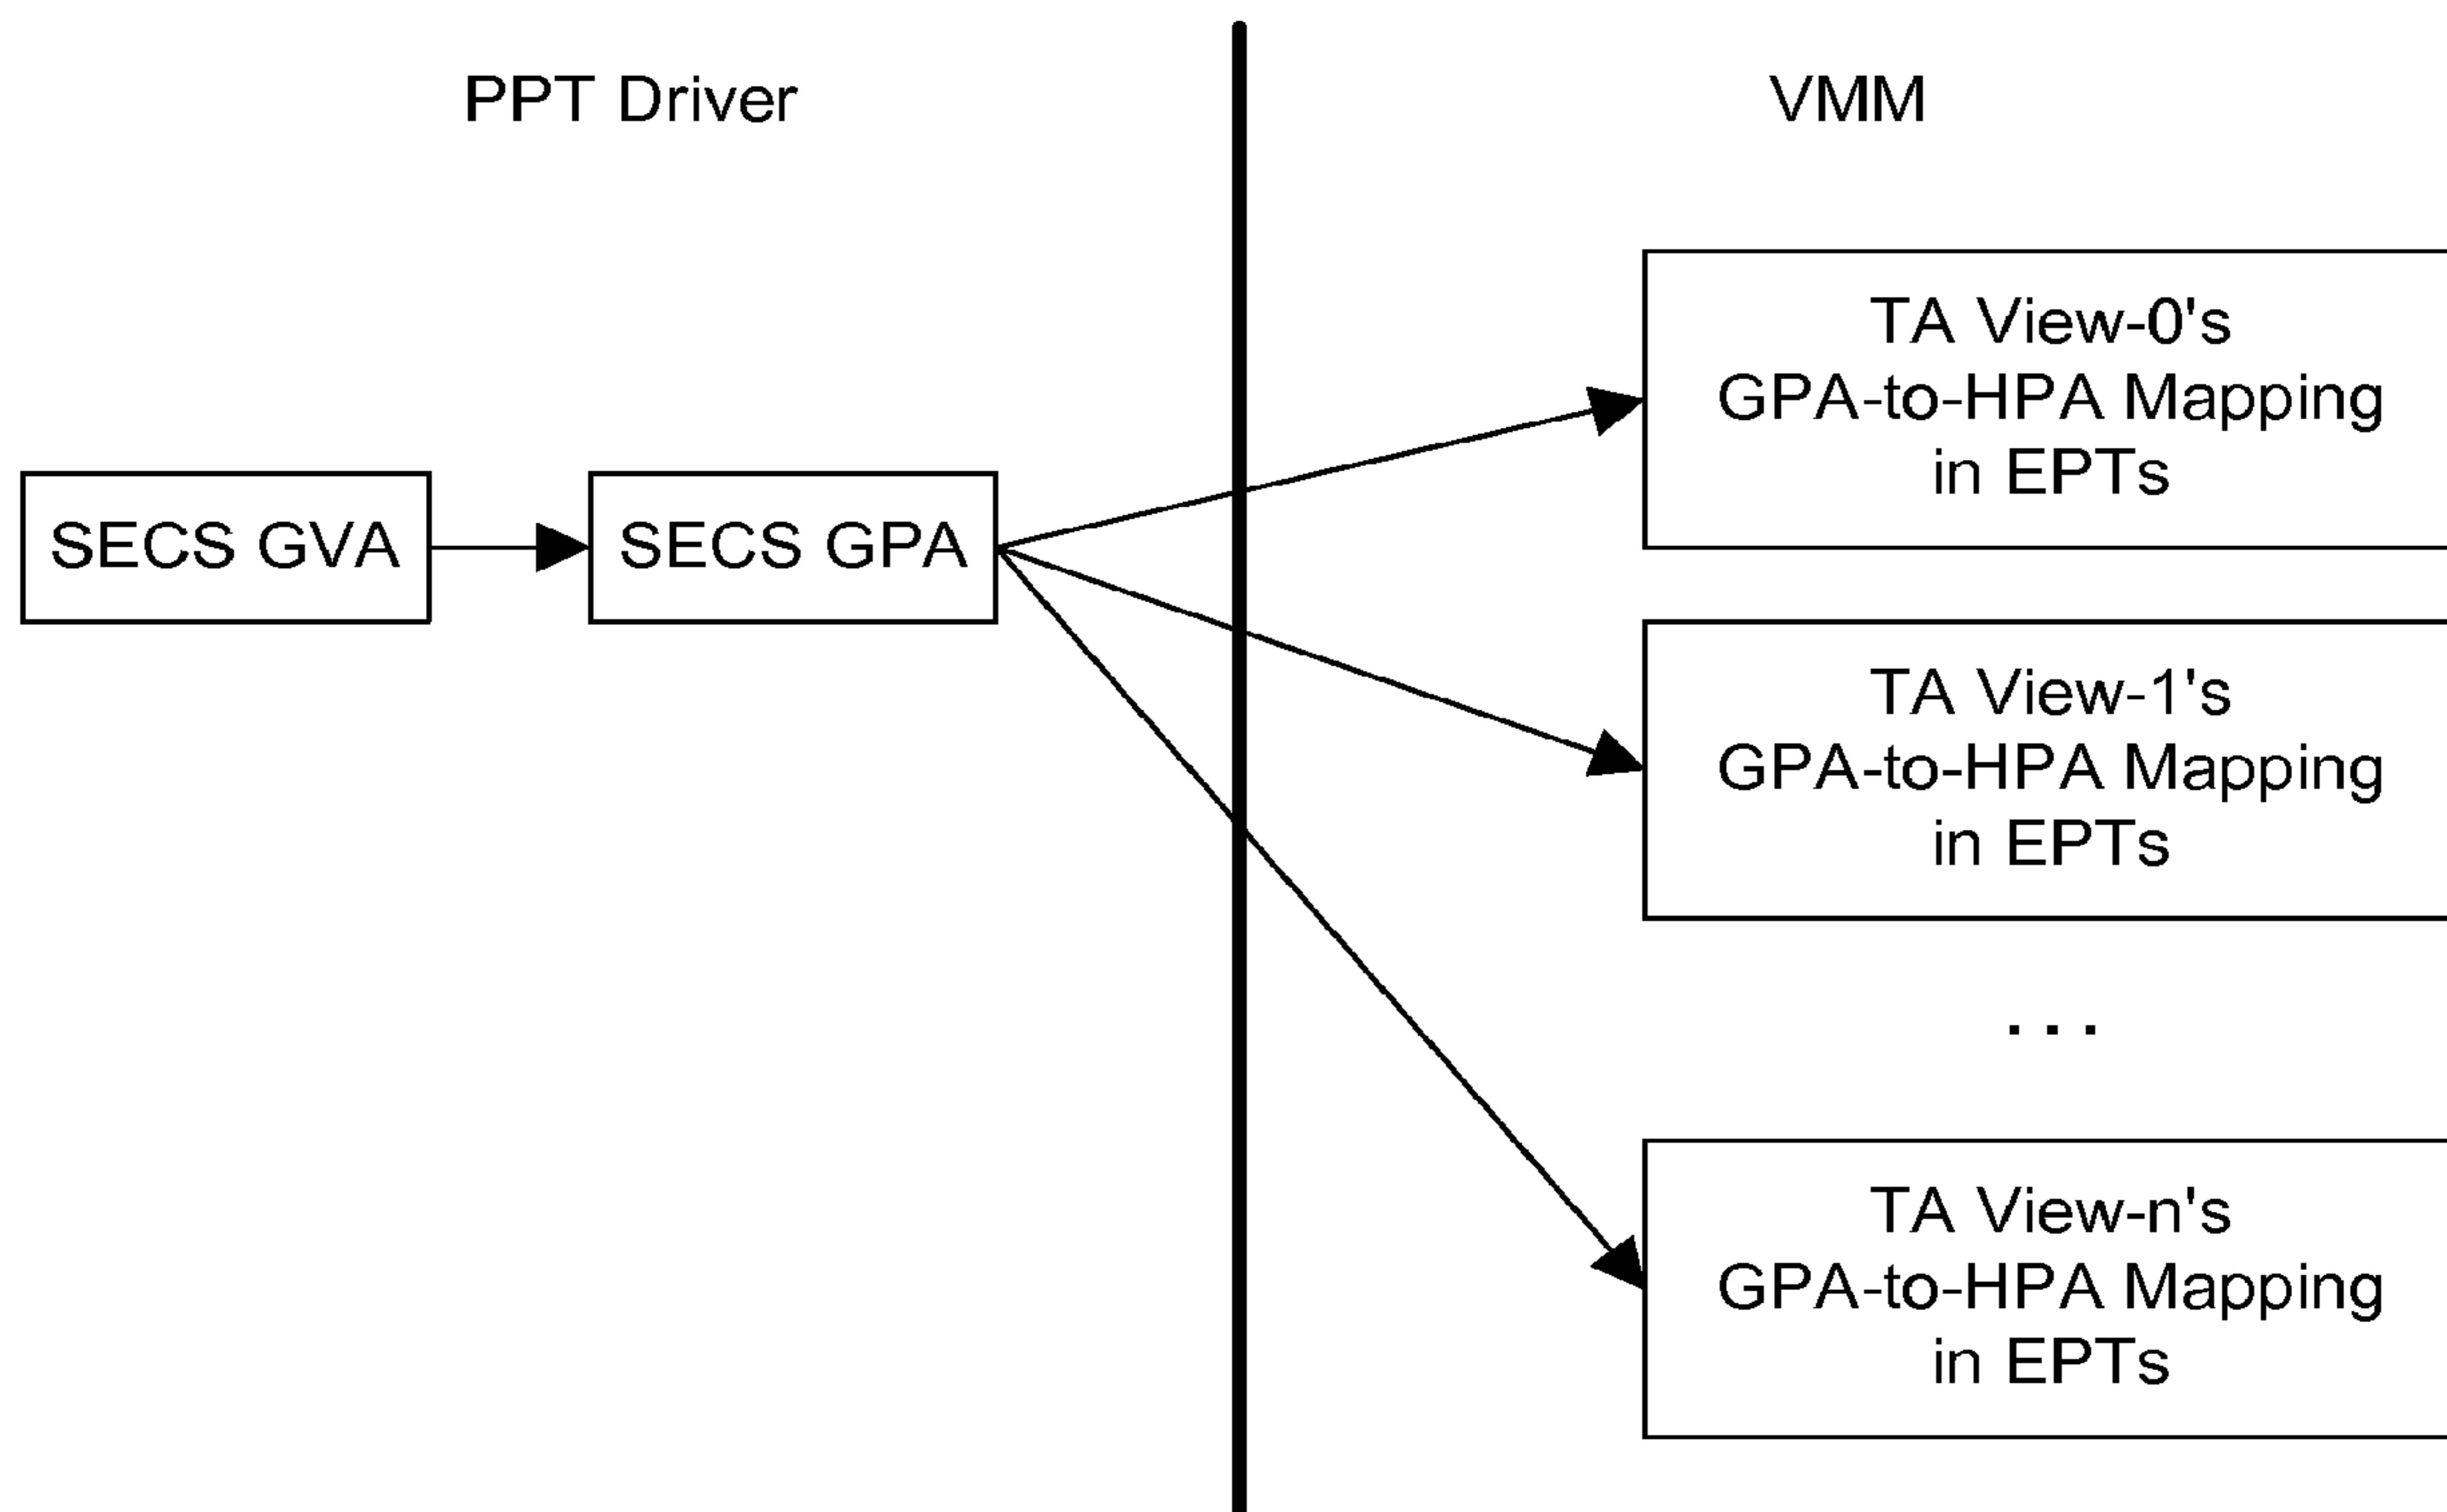 PPT Driver
VMM
SECS GVA
SECS GPA
TA View-0's
GPA-to-HPA Mapping
in EPTs
TA View-1's
GPA-to-HPA Mapping
in EPTs
...
TA View-n's
GPA-to-HPA Mapping
in EPTs